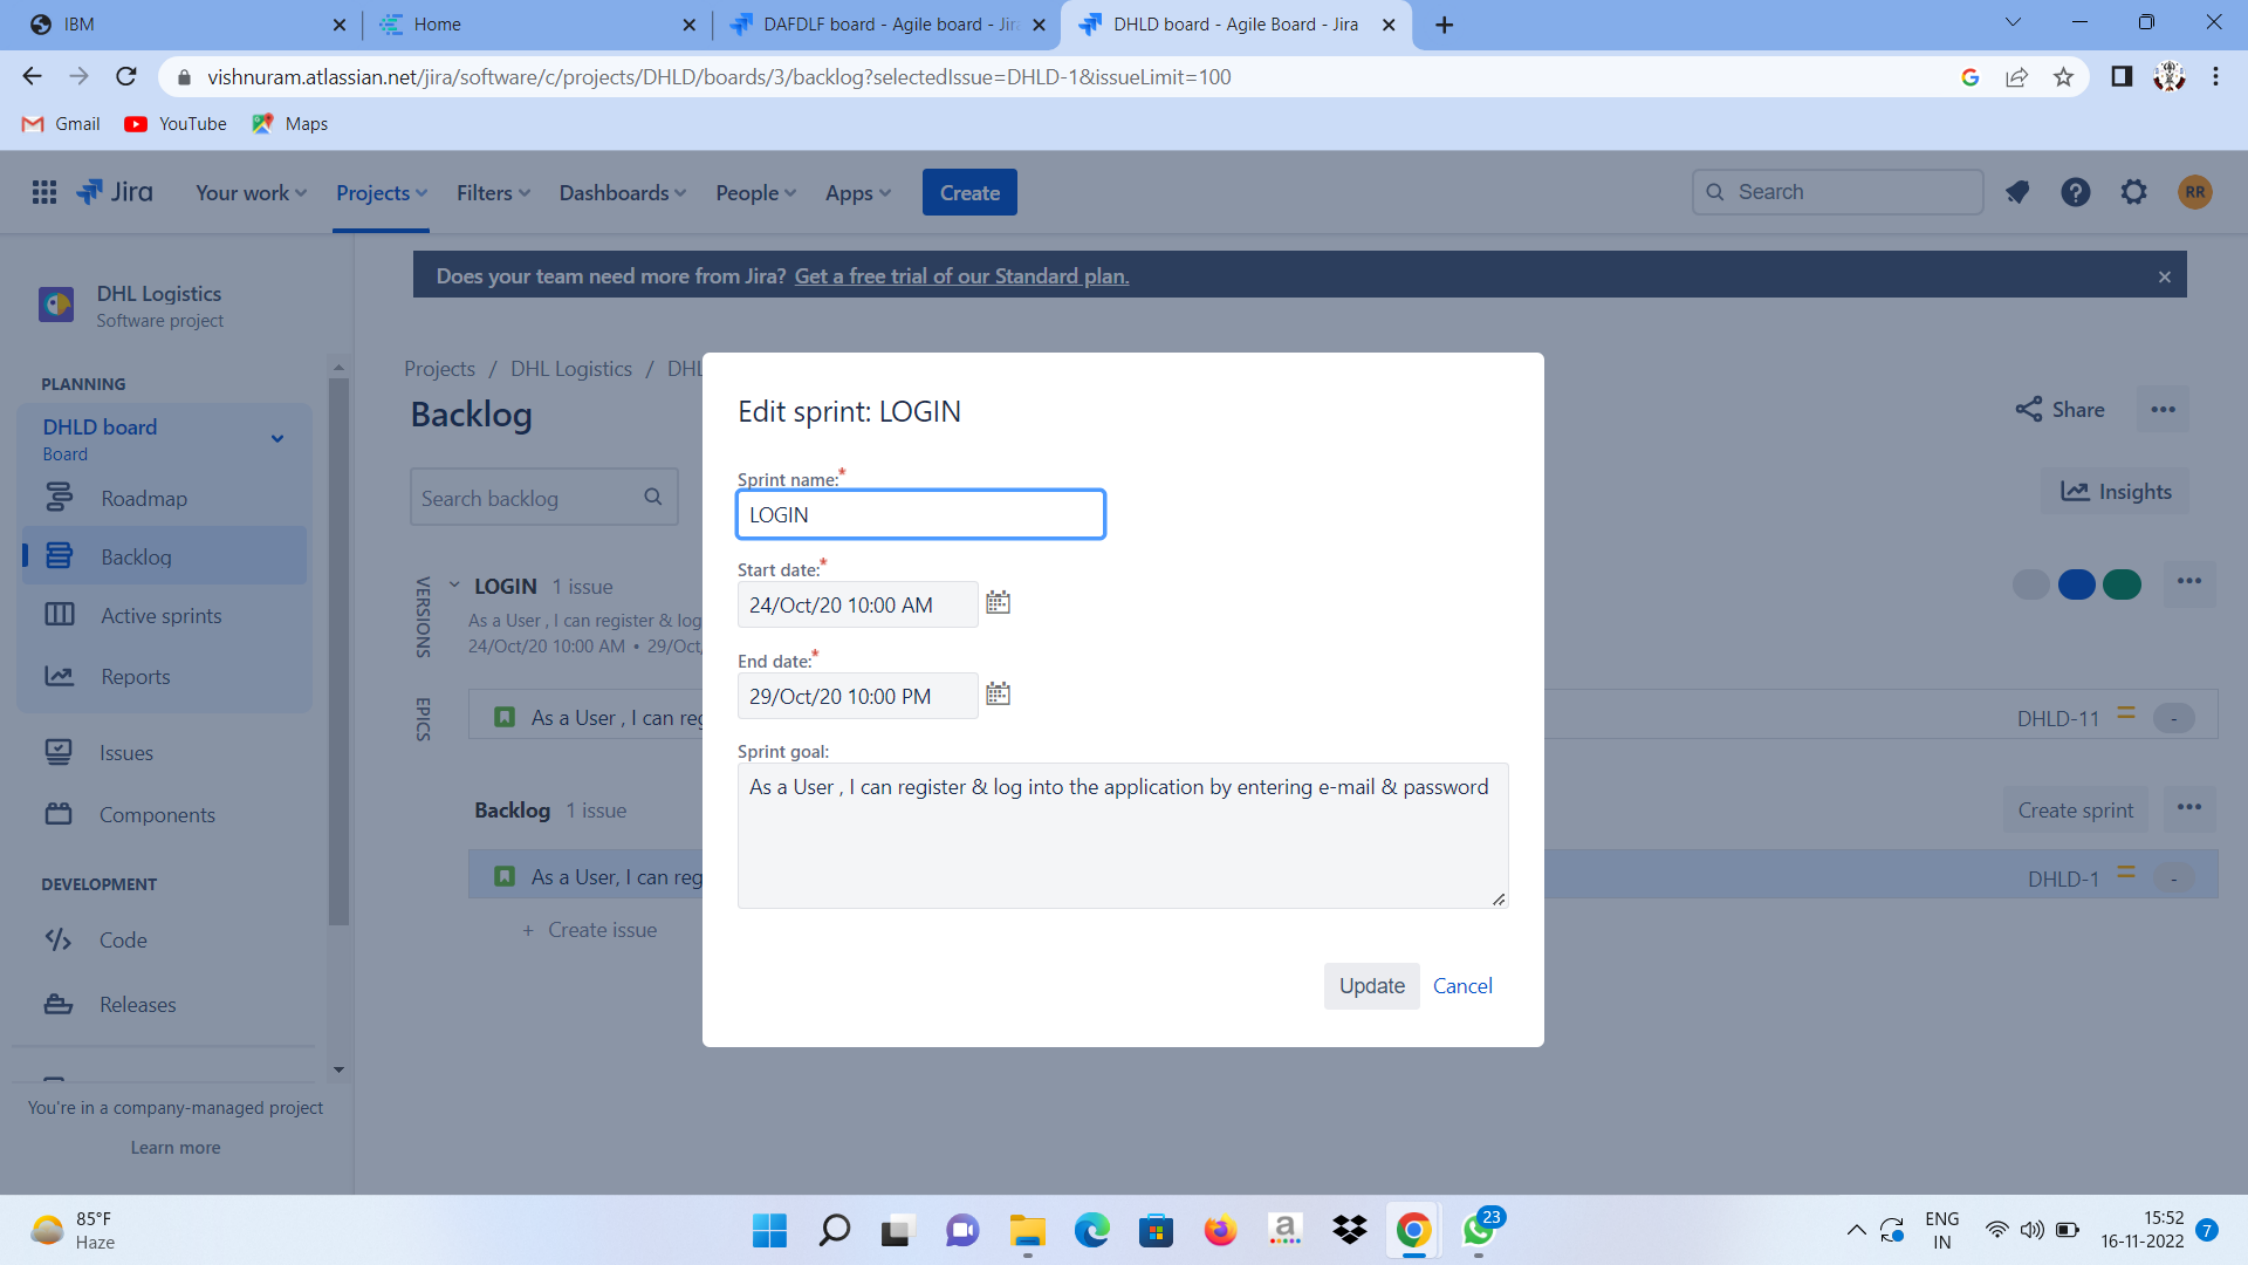 IBM
Home
DAFDLF board - Agile board - Jira
DHLD board - Agile Board - Jira
vishnuram.atlassian.net/jira/software/c/projects/DHLD/boards/3/backlog?selectedIssue=DHLD-1&issueLimit=100
Gmail
YouTube
Maps
Jira
Your work
Projects
Filters
Dashboards
People
Apps
Create
Search
RR
Does your team need more from Jira? Get a free trial of our Standard plan.
DHL Logistics
Software project
PLANNING
DHLD board
Board
Roadmap
Backlog
Active sprints
Reports
Issues
Components
DEVELOPMENT
Code
Releases
You're in a company-managed project
Learn more
Projects / DHL Logistics / DHL
Backlog
Share
Search backlog
Insights
VERSIONS
EPICS
LOGIN 1 issue
As a User , I can register & log
24/Oct/20 10:00 AM • 29/Oct/
As a User , I can reg
DHLD-11
-
Backlog 1 issue
Create sprint
As a User, I can reg
DHLD-1
-
+ Create issue
Edit sprint: LOGIN
Sprint name:*
LOGIN
Start date:*
24/Oct/20 10:00 AM
End date:*
29/Oct/20 10:00 PM
Sprint goal:
As a User , I can register & log into the application by entering e-mail & password
Update
Cancel
85°F
Haze
a
23
ENG
IN
15:52
16-11-2022
7